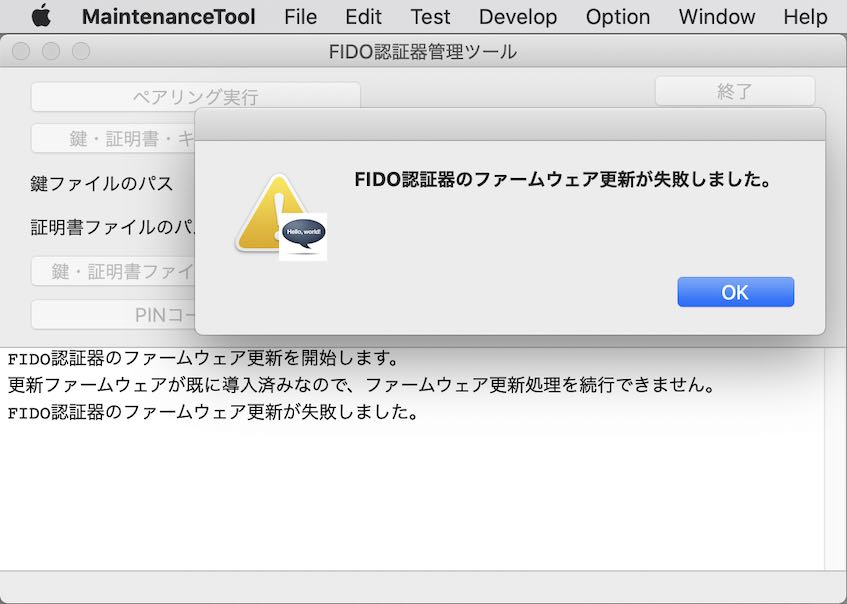 MaintenanceTool File Edit Test Develop Option Window Help
FIDO認証器管理ツール
ペアリング実行
終了
鍵・証明書・キ
鍵ファイルのパス
証明書ファイルのパ
鍵・証明書ファイ
PINコー
FIDO認証器のファームウェア更新が失敗しました。
Hello, world!
OK
FIDO認証器のファームウェア更新を開始します。
更新ファームウェアが既に導入済みなので、ファームウェア更新処理を続行できません。
FIDO認証器のファームウェア更新が失敗しました。